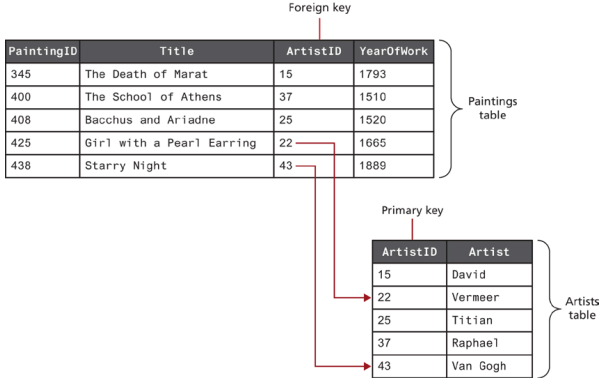 Foreign key
PaintingID Title ArtistID YearOfWork
345 The Death of Marat 15 1793
400 The School of Athens 37 1510
408 Bacchus and Ariadne 25 1520
425 Girl with a Pearl Earring 22 1665
438 Starry Night 43 1889
Paintings
table
Primary key
ArtistID Artist
15 David
22 Vermeer
25 Titian
37 Raphael
43 Van Gogh
Artists
table